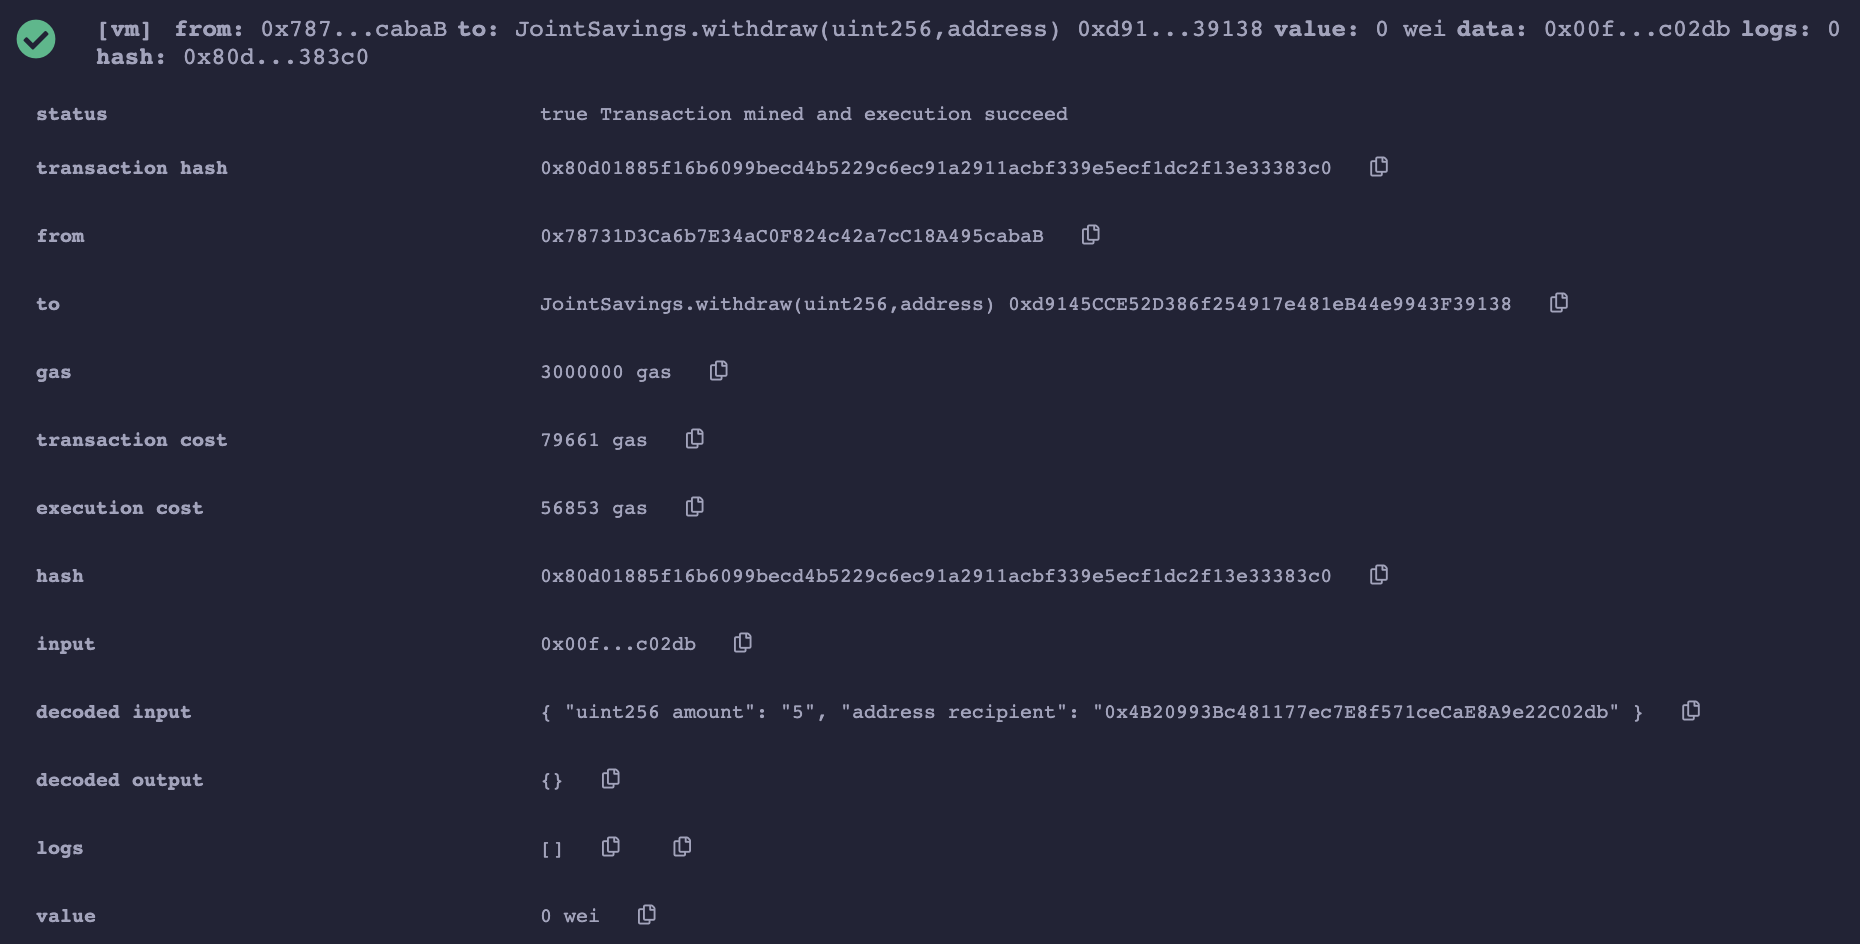 [vm] from: 0x787...cabaB to: JointSavings.withdraw(uint256,address) 0xd91...39138 value: 0 wei data: 0x00f...c02db logs: 0
hash: 0x80d...383c0
status true Transaction mined and execution succeed
transaction hash 0x80d01885f16b6099becd4b5229c6ec91a2911acbf339e5ecf1dc2f13e33383c0
from 0x78731D3Ca6b7E34aC0F824c42a7cC18A495cabaB
to JointSavings.withdraw(uint256,address) 0xd9145CCE52D386f254917e481eB44e9943F39138
gas 3000000 gas
transaction cost 79661 gas
execution cost 56853 gas
hash 0x80d01885f16b6099becd4b5229c6ec91a2911acbf339e5ecf1dc2f13e33383c0
input 0x00f...c02db
decoded input { "uint256 amount": "5", "address recipient": "0x4B20993Bc481177ec7E8f571ceCaE8A9e22C02db" }
decoded output {}
logs []
value 0 wei